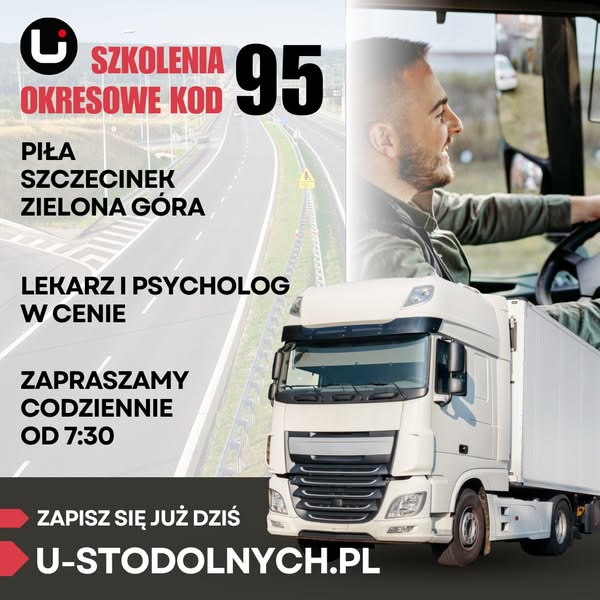 U
SZKOLENIA
OKRESOWE KOD 95
PIŁA
SZCZECINEK
ZIELONA GÓRA
LEKARZ I PSYCHOLOG
W CENIE
ZAPRASZAMY
CODZIENNIE
OD 7:30
ZAPISZ SIĘ JUŻ DZIŚ
U-STODOLNYCH.PL